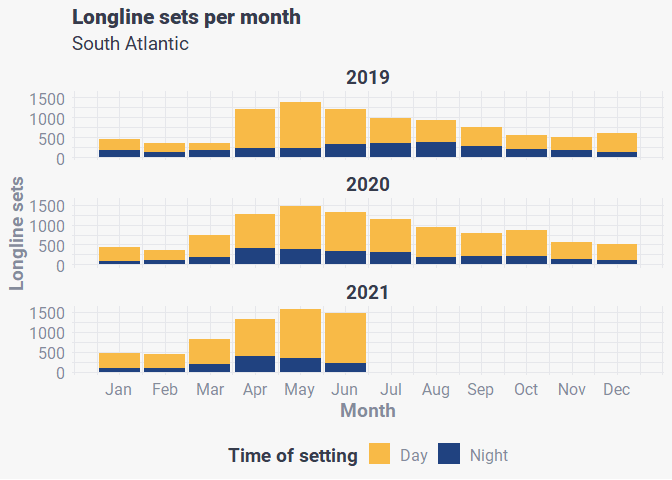 Longline sets per month
South Atlantic
2019
1500
1000
500
0
2020
1500
1000
500
0
2021
1500
1000
500
0
Longline sets
Jan Feb Mar Apr May Jun Jul Aug Sep Oct Nov Dec
Month
Time of setting Day Night